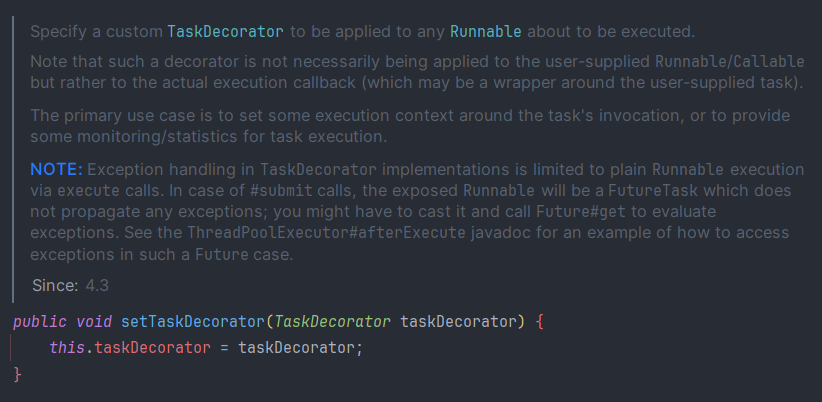 Specify a custom TaskDecorator to be applied to any Runnable about to be executed.
Note that such a decorator is not necessarily being applied to the user-supplied Runnable/Callable
but rather to the actual execution callback (which may be a wrapper around the user-supplied task).
The primary use case is to set some execution context around the task's invocation, or to provide
some monitoring/statistics for task execution.
NOTE: Exception handling in TaskDecorator implementations is limited to plain Runnable execution
via execute calls. In case of #submit calls, the exposed Runnable will be a FutureTask which does
not propagate any exceptions; you might have to cast it and call Future#get to evaluate
exceptions. See the ThreadPoolExecutor#afterExecute javadoc for an example of how to access
exceptions in such a Future case.
Since: 4.3
public void setTaskDecorator(TaskDecorator taskDecorator) {
    this.taskDecorator = taskDecorator;
}